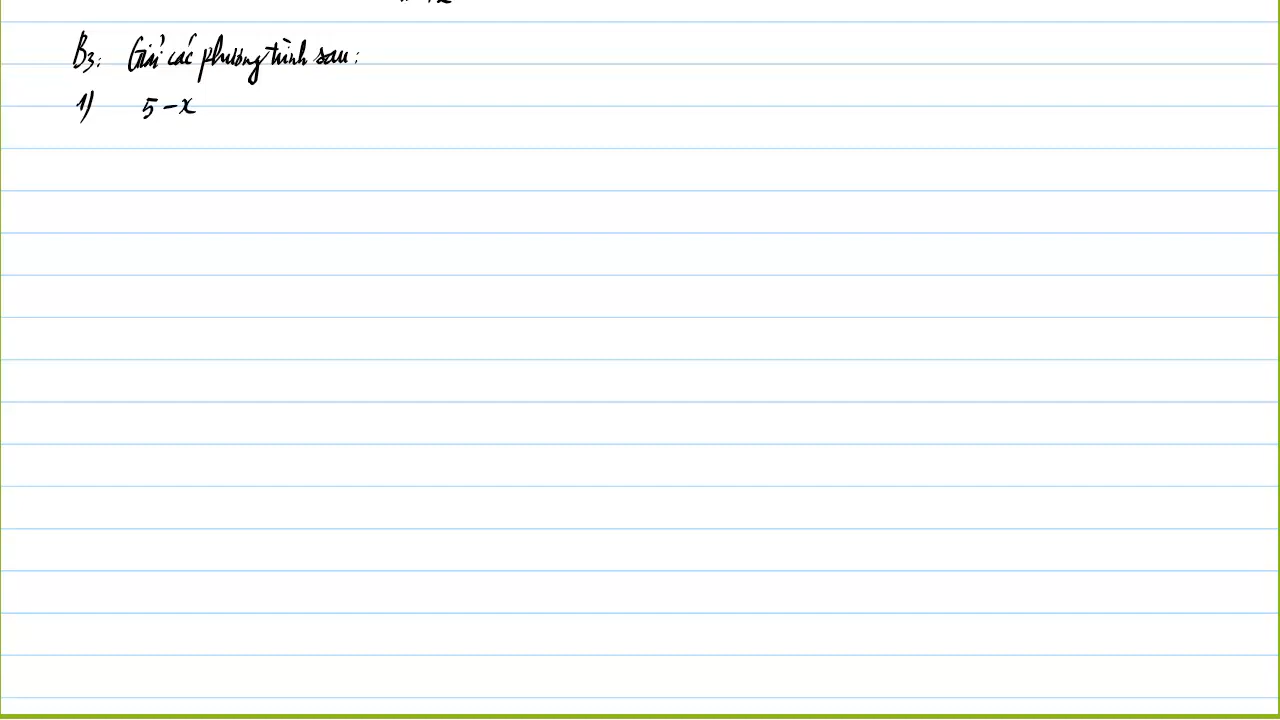 B3: Giải các phương trình sau:
1) 5 - x